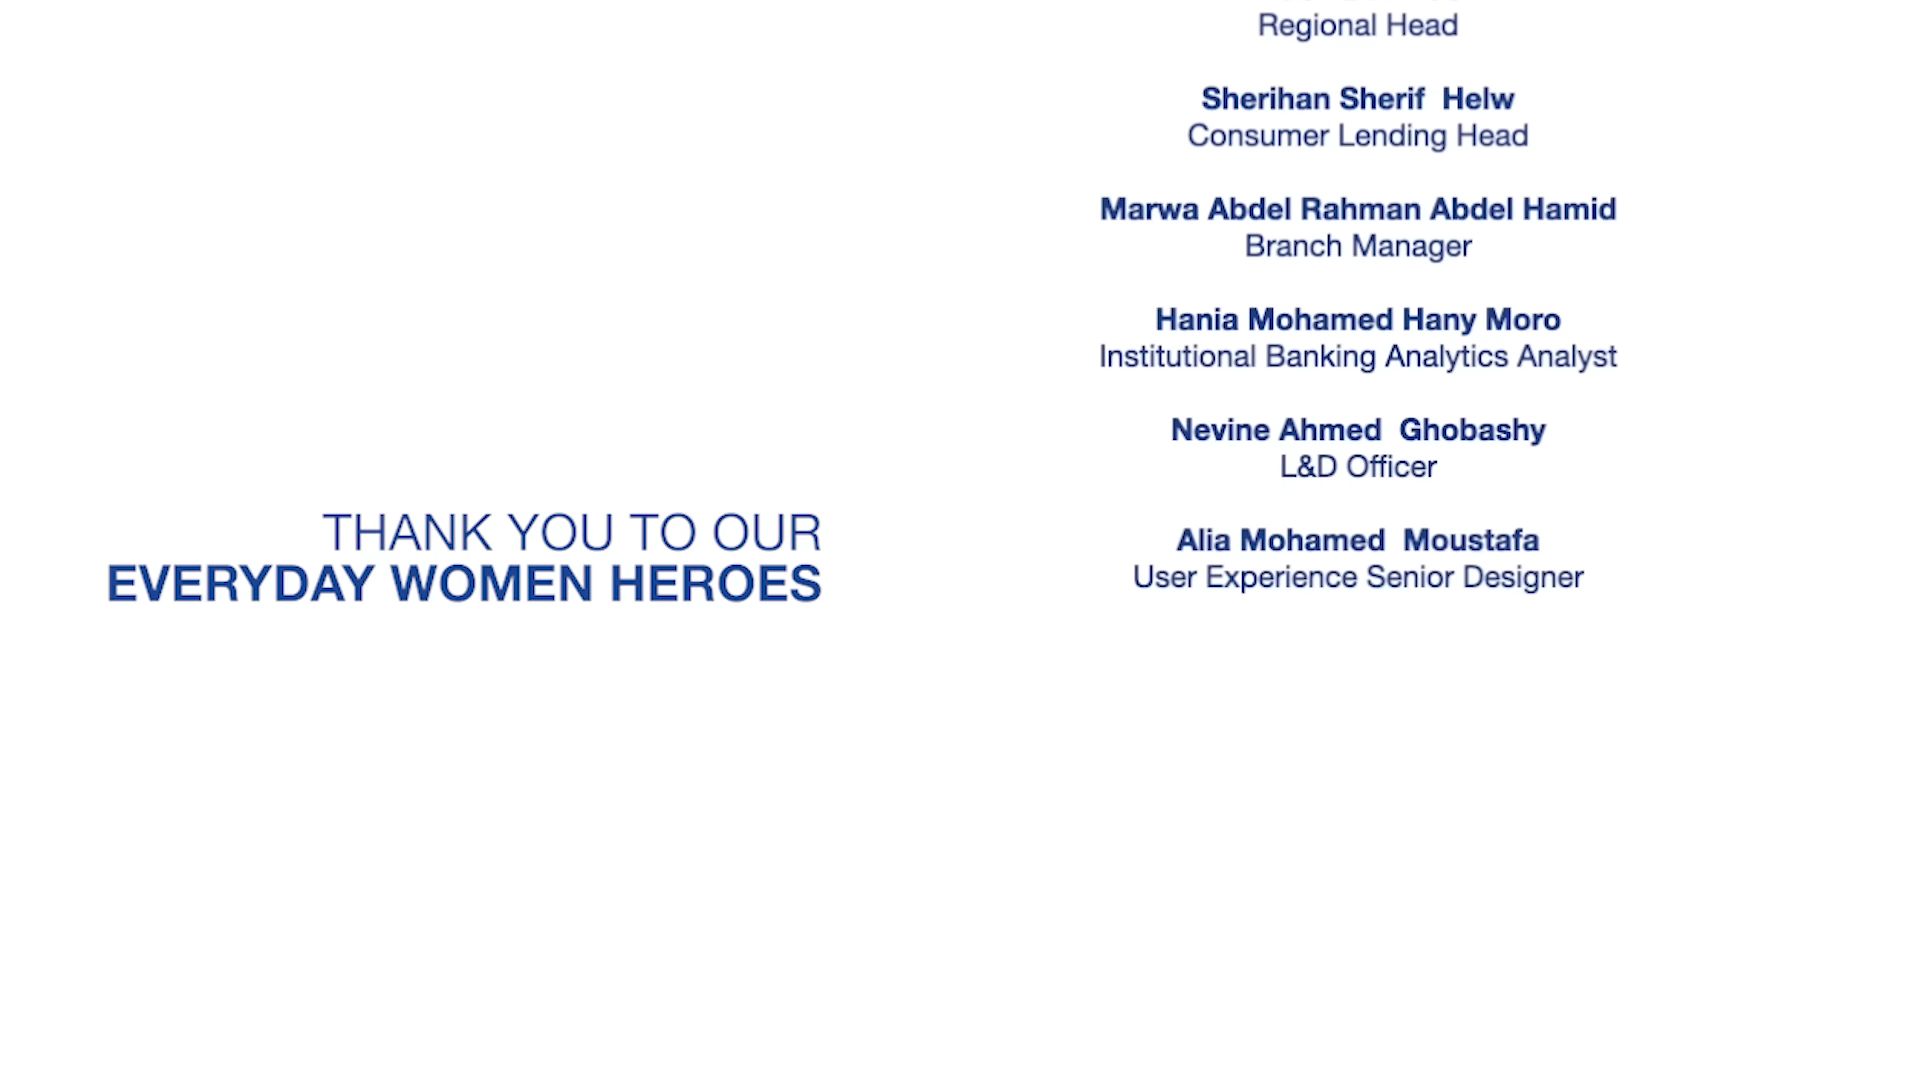 Regional Head
Sherihan Sherif  Helw
Consumer Lending Head
Marwa Abdel Rahman Abdel Hamid
Branch Manager
Hania Mohamed Hany Moro
Institutional Banking Analytics Analyst
Nevine Ahmed  Ghobashy
L&D Officer
Alia Mohamed  Moustafa
User Experience Senior Designer
THANK YOU TO OUR
EVERYDAY WOMEN HEROES